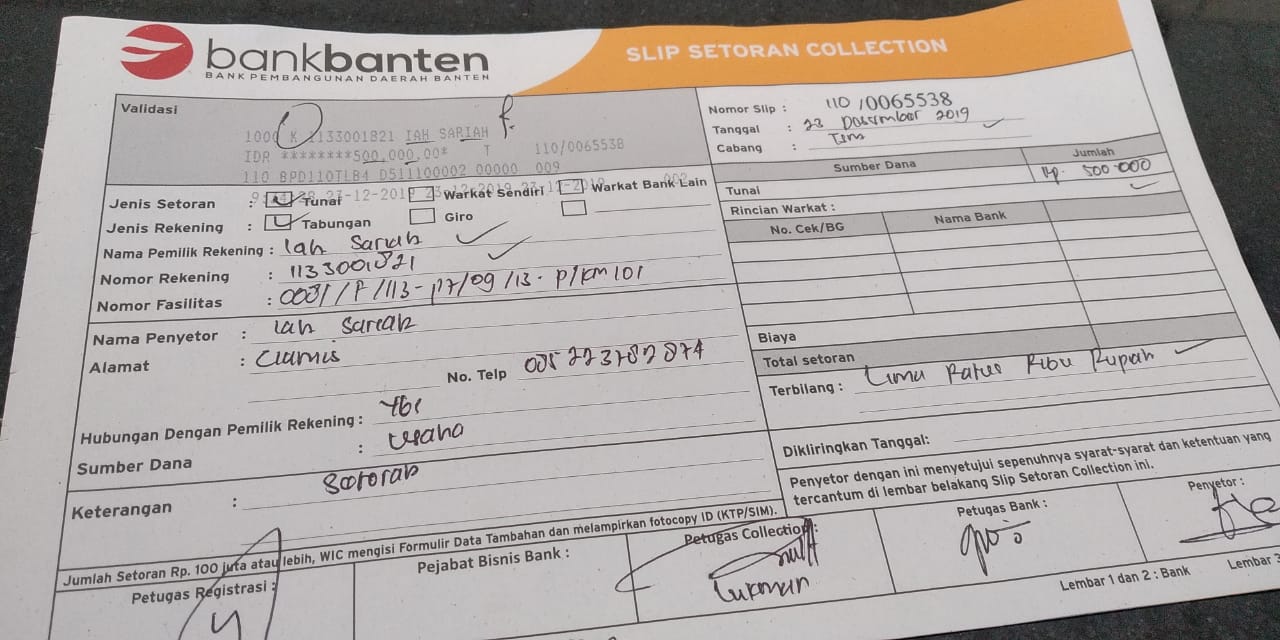 bankbanten
BANK PEMBANGUNAN DAERAH BANTEN
SLIP SETORAN COLLECTION
Validasi
1000 K 1133001821 IAH SARIAH
IDR ********500,000.00* T 110/0065538
110 BPD110TLB4 D511100002 00000 009
27-12-2019
Nomor Slip : 110 /0065538
Tanggal : 23 Desember 2019
Cabang :
Sumber Dana Jumlah
Tunai Rp. 500.000
Rincian Warkat :
No. Cek/BG Nama Bank
Biaya
Total setoran
Terbilang : Lima Ratus Ribu Rupiah
Dikliringkan Tanggal:
Penyetor dengan ini menyetujui sepenuhnya syarat-syarat dan ketentuan yang
tercantum di lembar belakang Slip Setoran Collection ini.
Jenis Setoran : Tunai Warkat Sendiri Warkat Bank Lain
Jenis Rekening : Tabungan Giro
Nama Pemilik Rekening : Iah Sariah
Nomor Rekening : 1133001821
Nomor Fasilitas :
Nama Penyetor : Iah Sariah
Alamat : Ciamis
No. Telp 085 223782874
Hubungan Dengan Pemilik Rekening : Ybs
Sumber Dana : Usaha
Keterangan : Setoran
Jumlah Setoran Rp. 100 juta atau lebih, WIC mengisi Formulir Data Tambahan dan melampirkan fotocopy ID (KTP/SIM).
Petugas Registrasi : Pejabat Bisnis Bank : Petugas Collection : Petugas Bank : Penyetor :
Lukman
Lembar 1 dan 2 : Bank Lembar 3